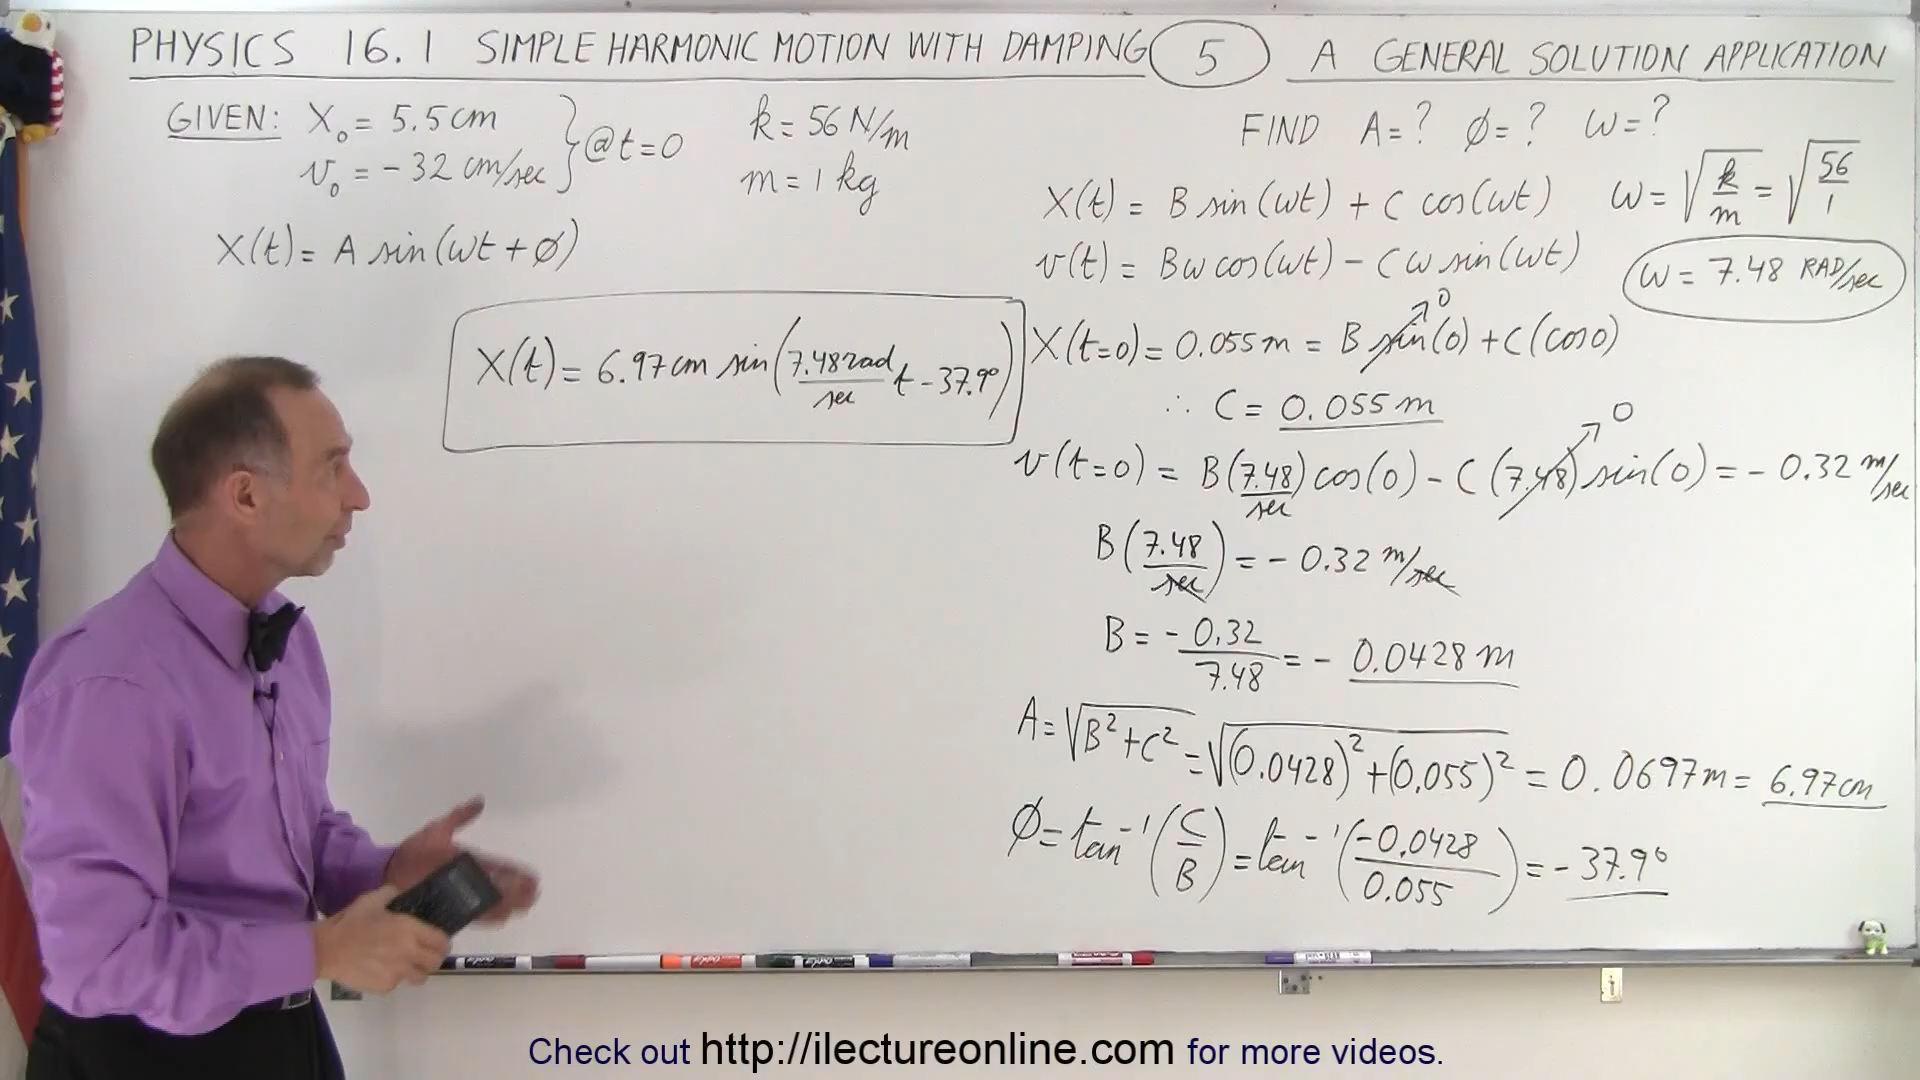 PHYSICS 16.1 SIMPLE HARMONIC MOTION WITH DAMPING 5 A GENERAL SOLUTION APPLICATION
GIVEN: X₀ = 5.5 cm
v₀ = -32 cm/sec } @ t=0
k = 56 N/m
m = 1 kg
X(t) = A sin(ωt + ϕ)
X(t) = 6.97 cm sin(7.48 rad/sec t - 37.9°)
FIND A = ? ϕ = ? ω = ?
X(t) = B sin(ωt) + C cos(ωt)
ω = √(k/m) = √(56/1)
v(t) = Bω cos(ωt) - Cω sin(ωt)
ω = 7.48 RAD/sec
X(t=0) = 0.055 m = B sin(0) + C (cos 0)
0
∴ C = 0.055 m
0
v(t=0) = B(7.48/sec) cos(0) - C (7.48) sin(0) = - 0.32 m/sec
B(7.48/sec) = - 0.32 m/sec
B = -0.32/7.48 = - 0.0428 m
A = √(B² + C²) = √((0.0428)² + (0.055)²) = 0.0697 m = 6.97 cm
ϕ = tan⁻¹(C/B) = tan⁻¹(-0.0428/0.055) = - 37.9°
Check out http://ilectureonline.com for more videos.